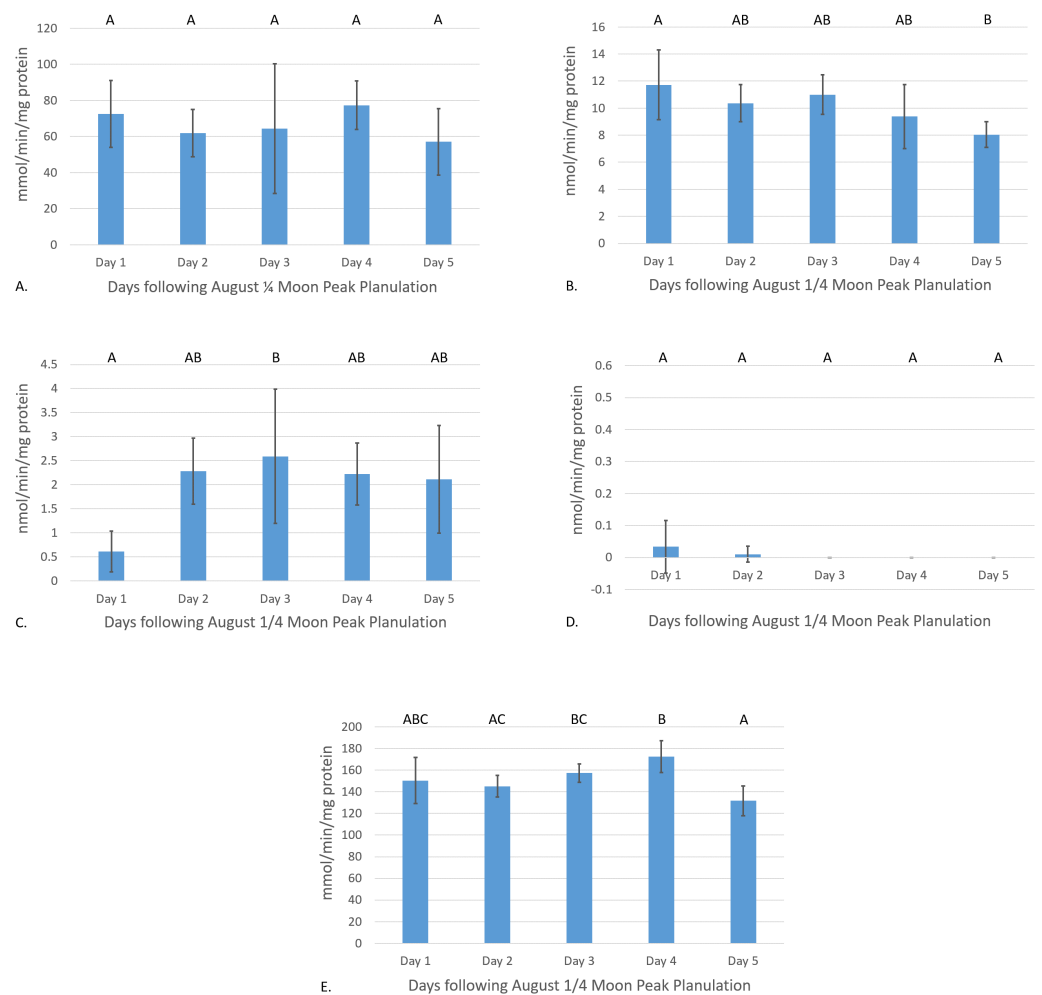 A A A A A
120
100
80
60
40
20
0
mmol/min/mg protein
Day 1 Day 2 Day 3 Day 4 Day 5
A. Days following August ¼ Moon Peak Planulation
A AB AB AB B
16
14
12
10
8
6
4
2
0
nmol/min/mg protein
Day 1 Day 2 Day 3 Day 4 Day 5
B. Days following August 1/4 Moon Peak Planulation
A AB B AB AB
4.5
4
3.5
3
2.5
2
1.5
1
0.5
0
nmol/min/mg protein
Day 1 Day 2 Day 3 Day 4 Day 5
C. Days following August 1/4 Moon Peak Planulation
A A A A A
0.6
0.5
0.4
0.3
0.2
0.1
0
-0.1
nmol/min/mg protein
Day 1 Day 2 Day 3 Day 4 Day 5
D. Days following August 1/4 Moon Peak Planulation
ABC AC BC B A
200
180
160
140
120
100
80
60
40
20
0
mmol/min/mg protein
Day 1 Day 2 Day 3 Day 4 Day 5
E. Days following August 1/4 Moon Peak Planulation